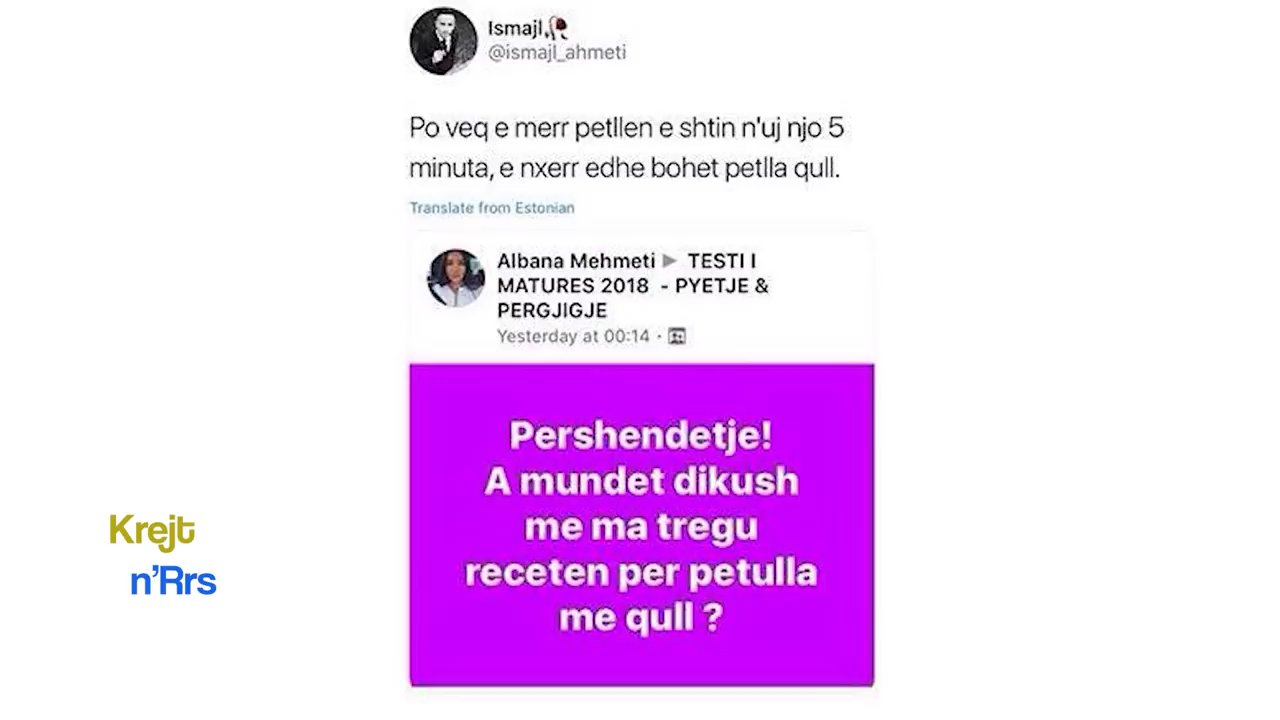 Ismajl,🥀
@ismajl_ahmeti
Po veq e merr petllen e shtin n'uj njo 5
minuta, e nxerr edhe bohet petlla qull.
Translate from Estonian
Albana Mehmeti ▶ TESTI I
MATURES 2018 - PYETJE &
PERGJIGJE
Yesterday at 00:14 ·
Pershendetje!
A mundet dikush
me ma tregu
receten per petulla
me qull ?
Krejt
n'Rrs